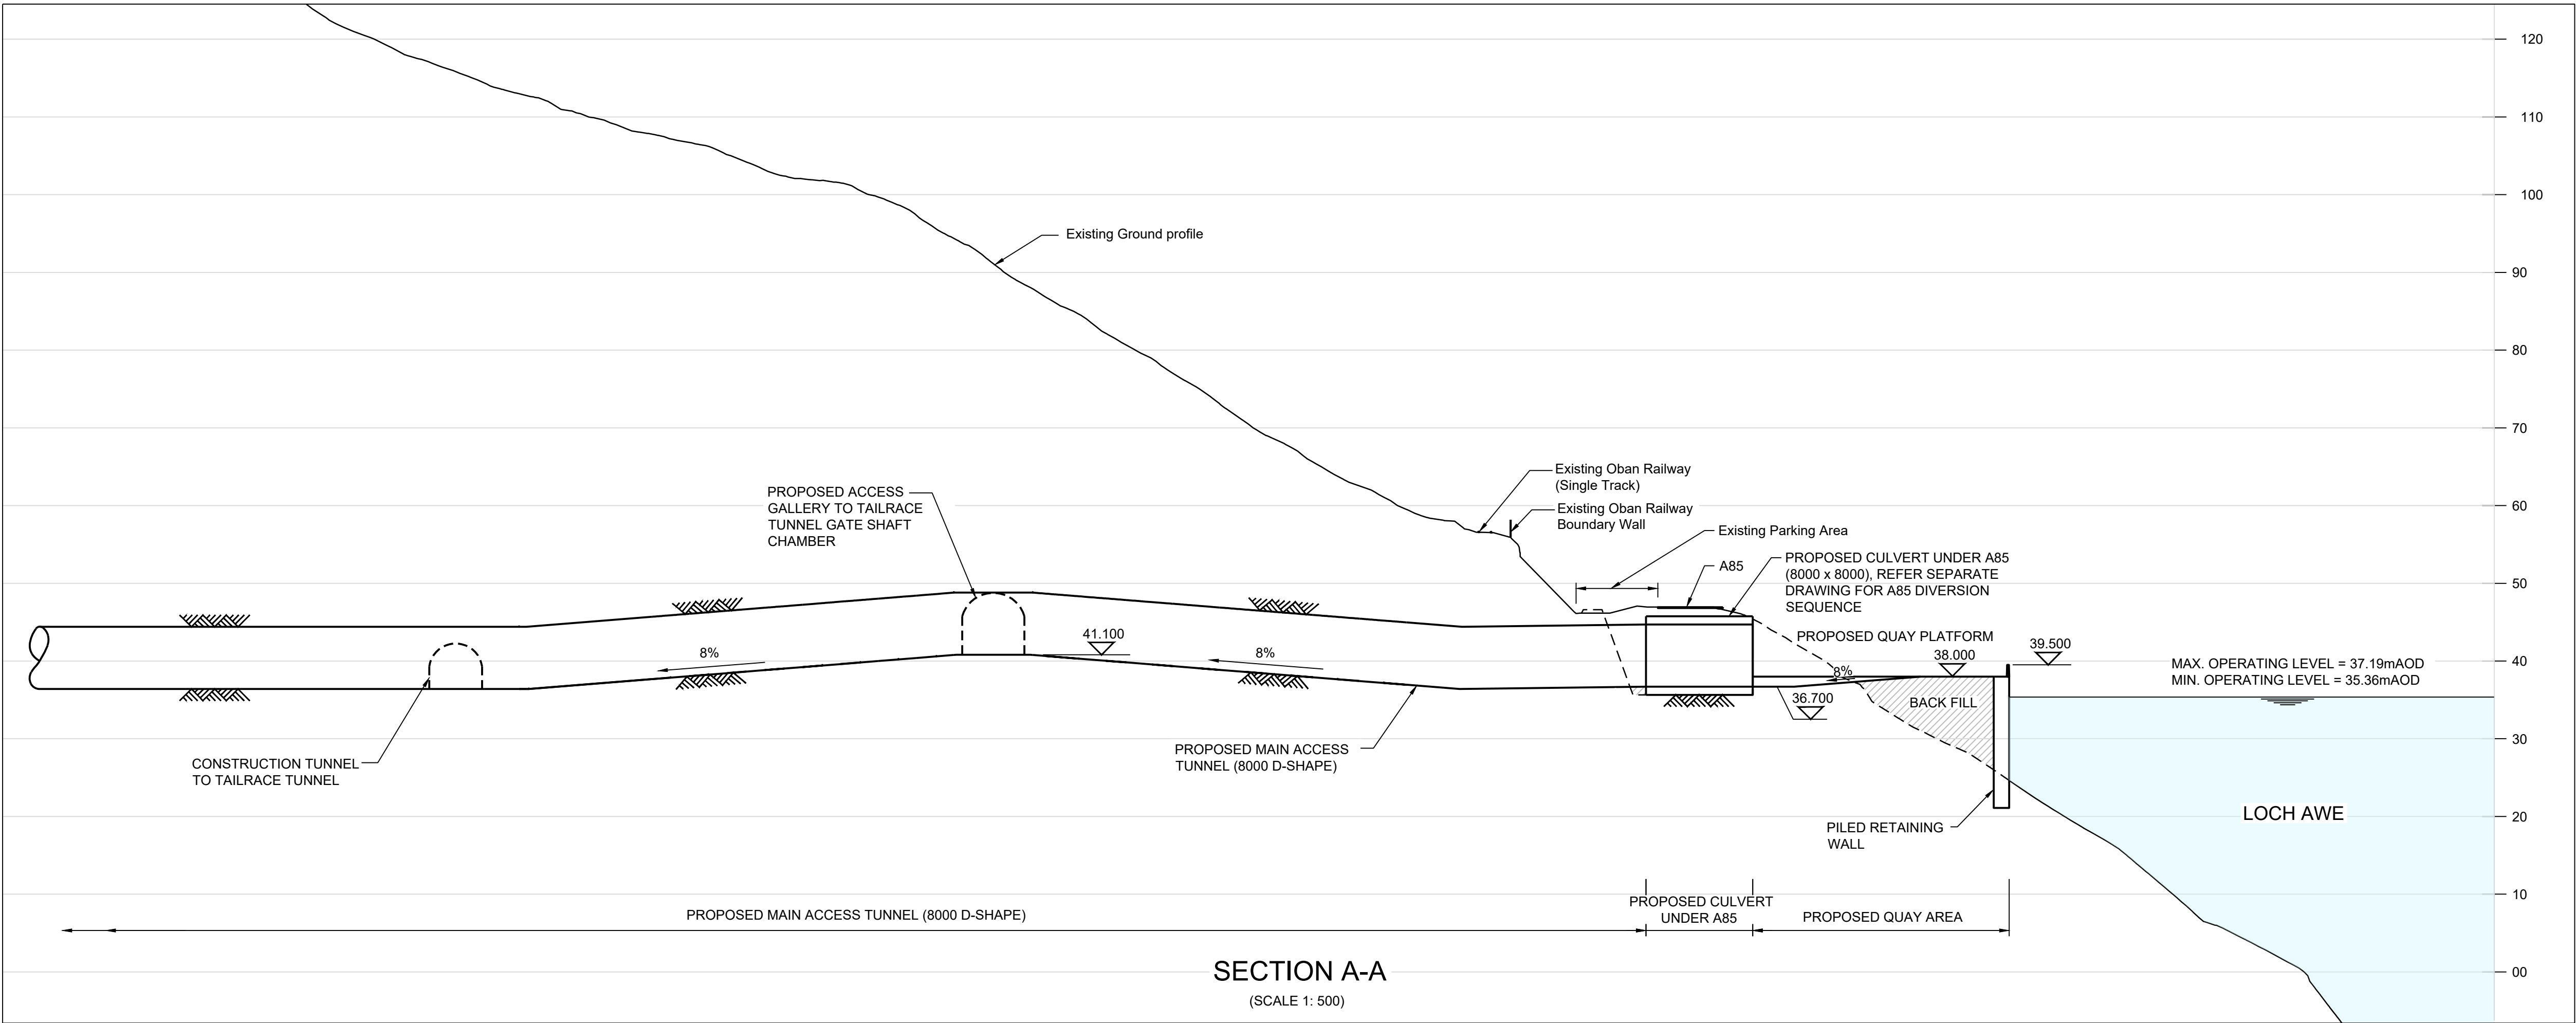 120
110
100
Existing Ground profile
90
80
70
Existing Oban Railway
(Single Track)
PROPOSED ACCESS
GALLERY TO TAILRACE
TUNNEL GATE SHAFT
CHAMBER
60
Existing Oban Railway
Boundary Wall
Existing Parking Area
A85
PROPOSED CULVERT UNDER A85
(8000 x 8000), REFER SEPARATE
DRAWING FOR A85 DIVERSION
SEQUENCE
50
PROPOSED QUAY PLATFORM
41.100
39.500
38.000
8%
8%
8%
MAX. OPERATING LEVEL = 37.19mAOD
MIN. OPERATING LEVEL = 35.36mAOD
40
36.700
BACK FILL
CONSTRUCTION TUNNEL
TO TAILRACE TUNNEL
PROPOSED MAIN ACCESS
TUNNEL (8000 D-SHAPE)
30
LOCH AWE
20
PILED RETAINING
WALL
10
PROPOSED MAIN ACCESS TUNNEL (8000 D-SHAPE)
PROPOSED CULVERT
UNDER A85
PROPOSED QUAY AREA
SECTION A-A
00
(SCALE 1: 500)